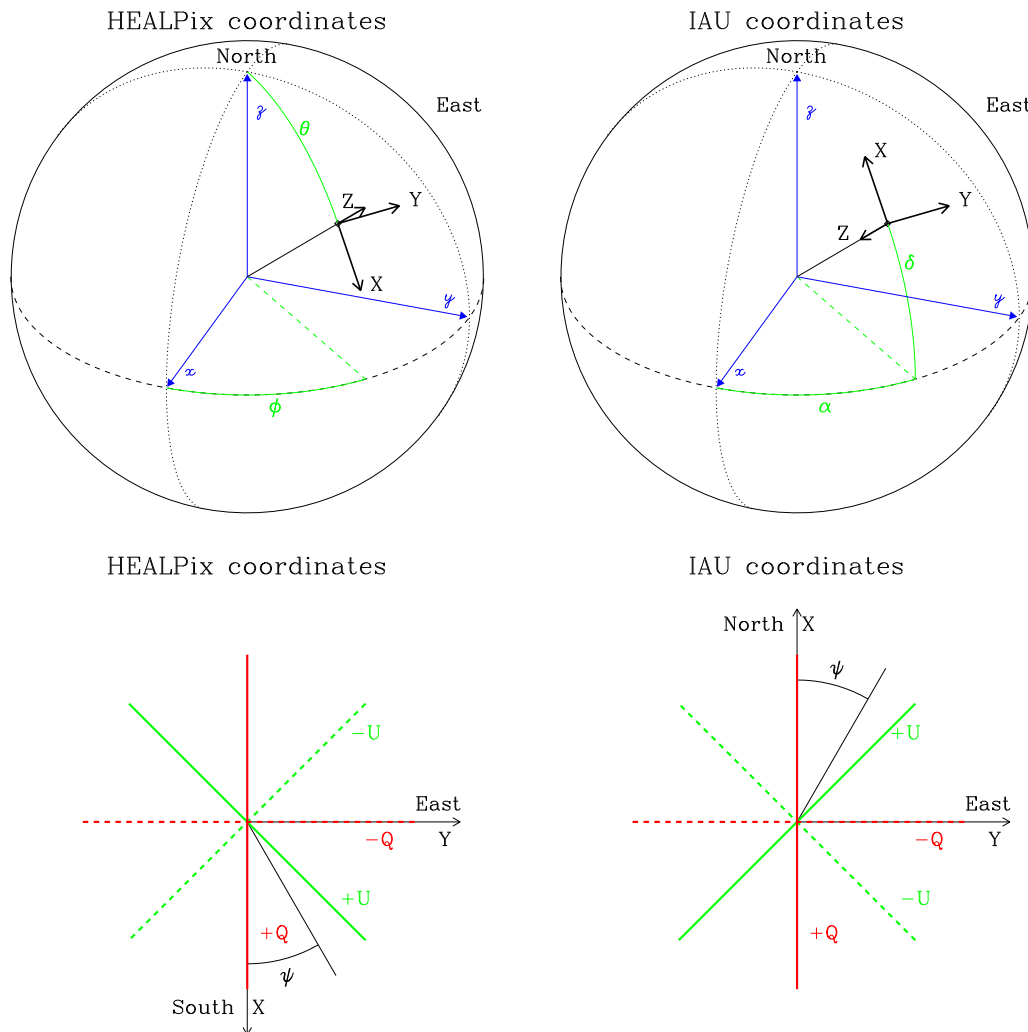 HEALPix coordinates
North
East
z
θ
Z
Y
X
y
x
ϕ
IAU coordinates
North
East
z
X
Y
Z
δ
y
x
α
HEALPix coordinates
−U
East
−Q
Y
+U
+Q
ψ
South X
IAU coordinates
North X
ψ
+U
East
−Q
Y
−U
+Q